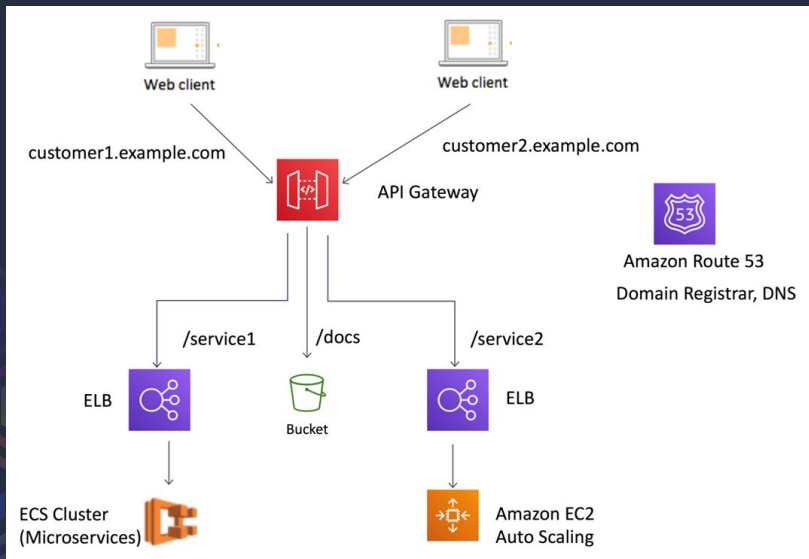 Web client
Web client
customer1.example.com
customer2.example.com
</>
API Gateway
53
Amazon Route 53
Domain Registrar, DNS
/service1
/docs
/service2
ELB
ELB
Bucket
ECS Cluster
(Microservices)
Amazon EC2
Auto Scaling